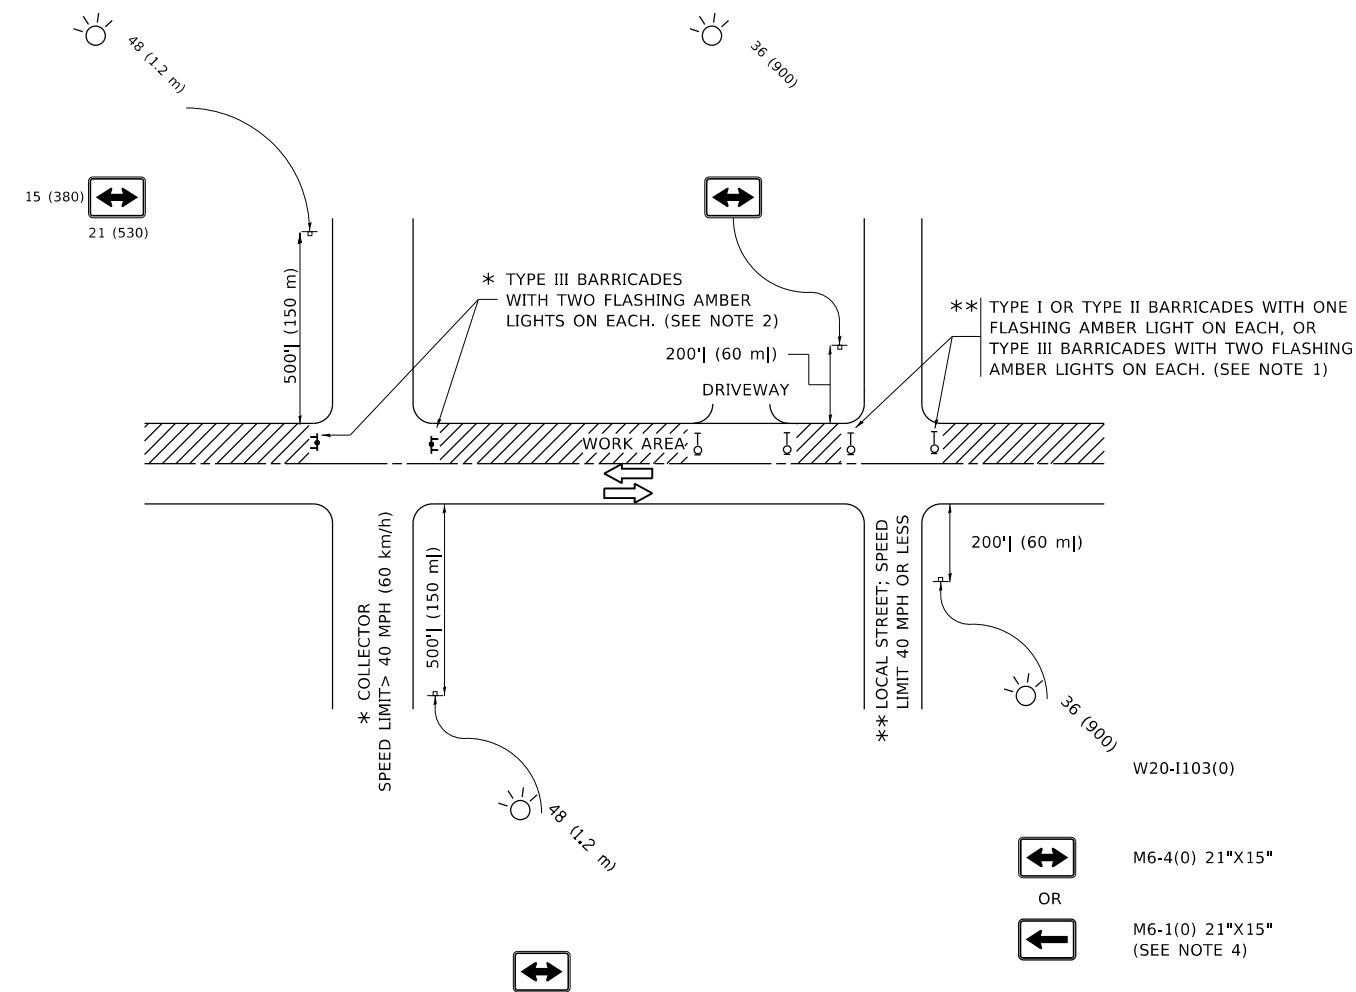 48 (1.2 m)
36 (900)
15 (380)
21 (530)
500'| (150 m)
* TYPE III BARRICADES
WITH TWO FLASHING AMBER
LIGHTS ON EACH. (SEE NOTE 2)
200'| (60 m|)
DRIVEWAY
** TYPE I OR TYPE II BARRICADES WITH ONE
FLASHING AMBER LIGHT ON EACH, OR
TYPE III BARRICADES WITH TWO FLASHING
AMBER LIGHTS ON EACH. (SEE NOTE 1)
WORK AREA
* COLLECTOR
SPEED LIMIT> 40 MPH (60 km/h)
500'| (150 m|)
** LOCAL STREET; SPEED
LIMIT 40 MPH OR LESS
200'| (60 m|)
36 (900)
48 (1.2 m)
W20-I103(0)
M6-4(0) 21"X15"
OR
M6-1(0) 21"X15"
(SEE NOTE 4)